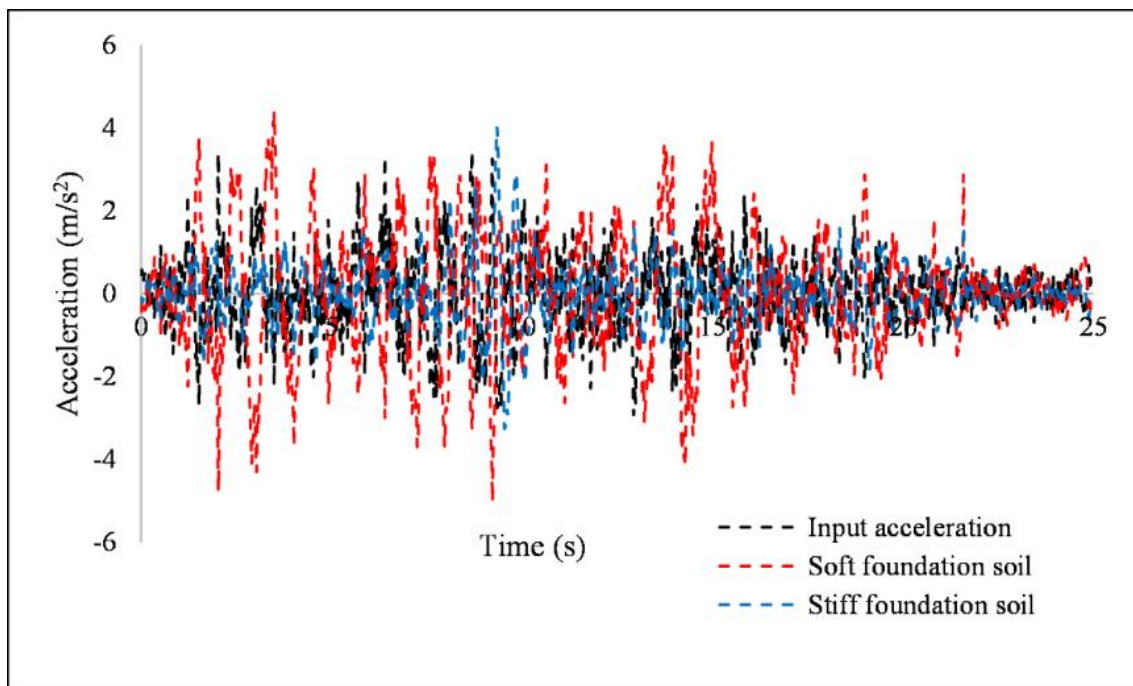 6
4
2
0
-2
-4
-6
Acceleration (m/s²)
0 5 10 15 20 25
Time (s)
Input acceleration
Soft foundation soil
Stiff foundation soil